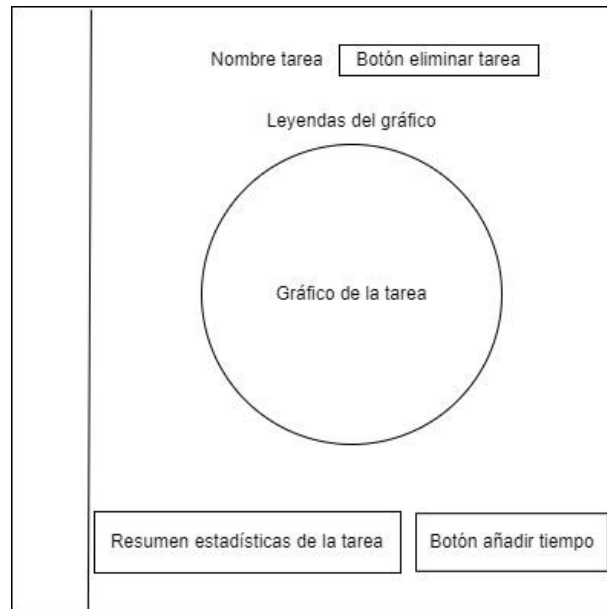 Nombre tarea
Botón eliminar tarea
Leyendas del gráfico
Gráfico de la tarea
Resumen estadísticas de la tarea
Botón añadir tiempo